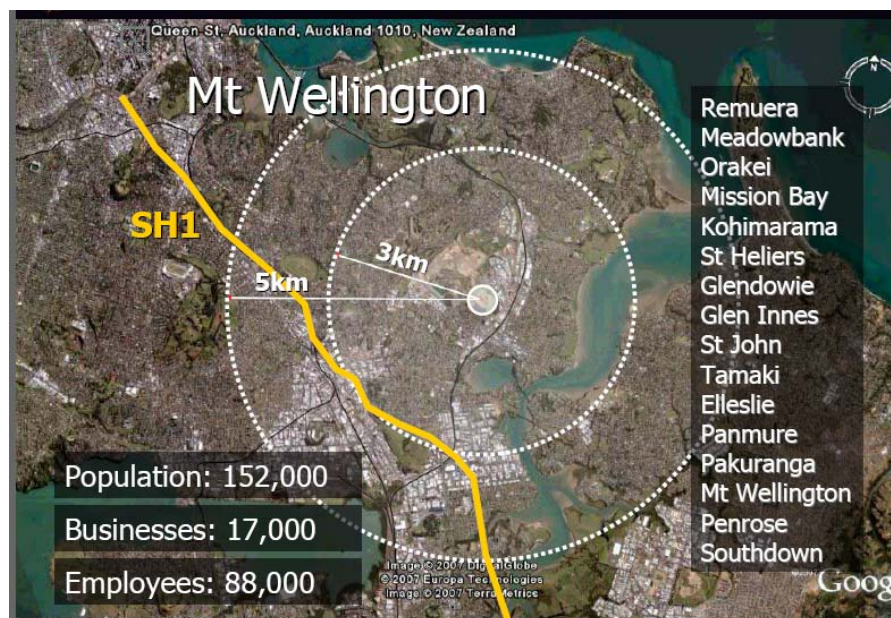 Queen St, Auckland, Auckland 1010, New Zealand
Mt Wellington
N
SH1
3km
5km
Remuera
Meadowbank
Orakei
Mission Bay
Kohimarama
St Heliers
Glendowie
Glen Innes
St John
Tamaki
Elleslie
Panmure
Pakuranga
Mt Wellington
Penrose
Southdown
Population: 152,000
Businesses: 17,000
Employees: 88,000
Image © 2007 DigitalGlobe
© 2007 Europa Technologies
Image © 2007 TerraMetrics
Goog